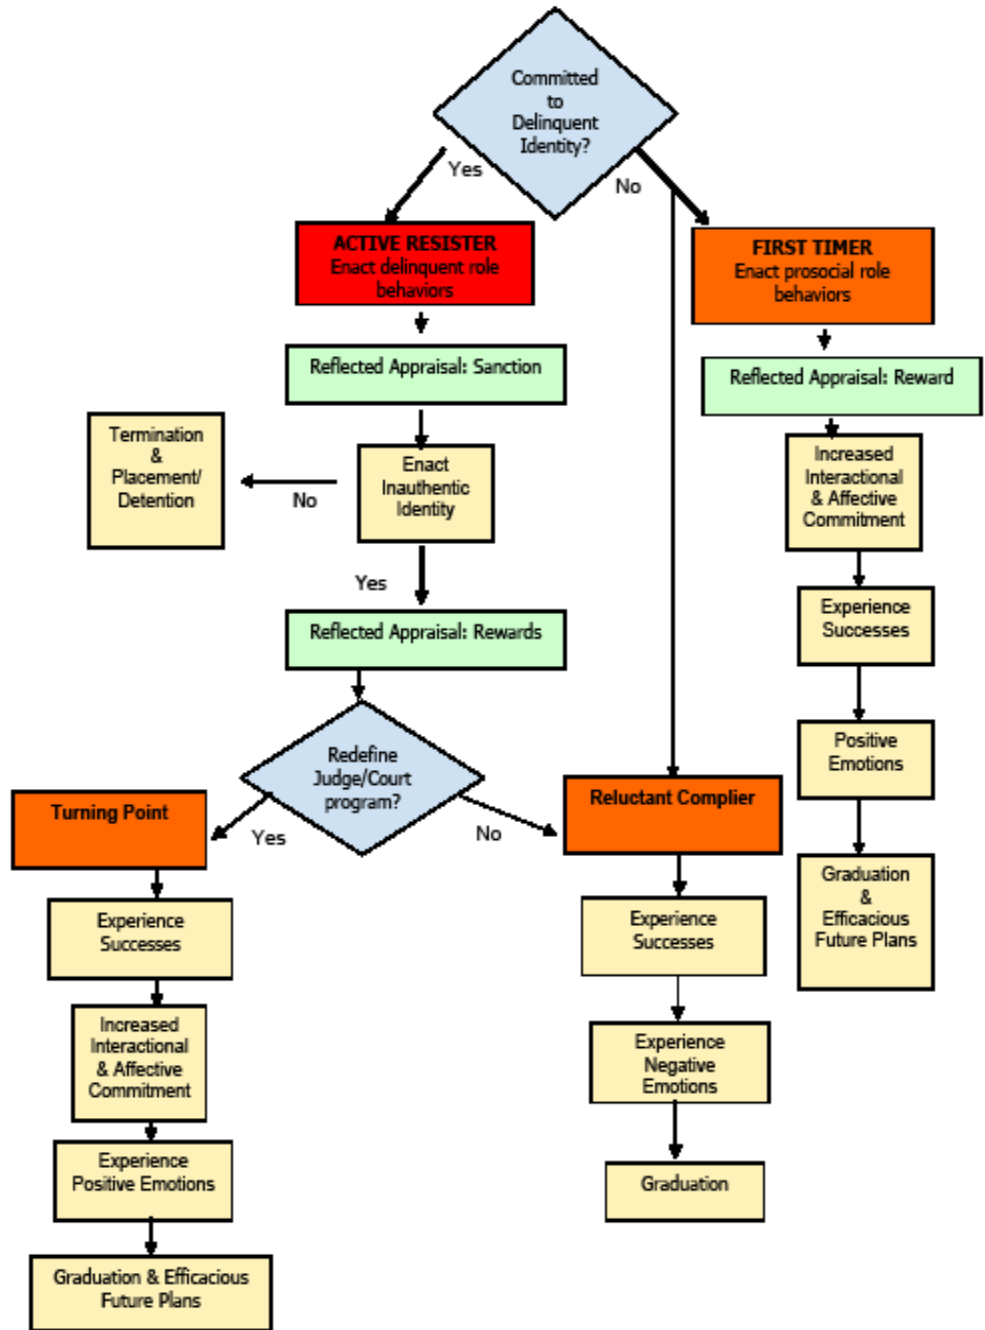 Committed
to
Delinquent
Identity?
Yes
No
ACTIVE RESISTER
Enact delinquent role
behaviors
FIRST TIMER
Enact prosocial role
behaviors
Reflected Appraisal: Sanction
Reflected Appraisal: Reward
Termination
&
Placement/
Detention
No
Enact
Inauthentic
Identity
Increased
Interactional
& Affective
Commitment
Yes
Experience
Successes
Reflected Appraisal: Rewards
Positive
Emotions
Redefine
Judge/Court
program?
Yes
No
Turning Point
Reluctant Complier
Graduation
&
Efficacious
Future Plans
Experience
Successes
Experience
Successes
Increased
Interactional
& Affective
Commitment
Experience
Negative
Emotions
Experience
Positive Emotions
Graduation
Graduation & Efficacious
Future Plans